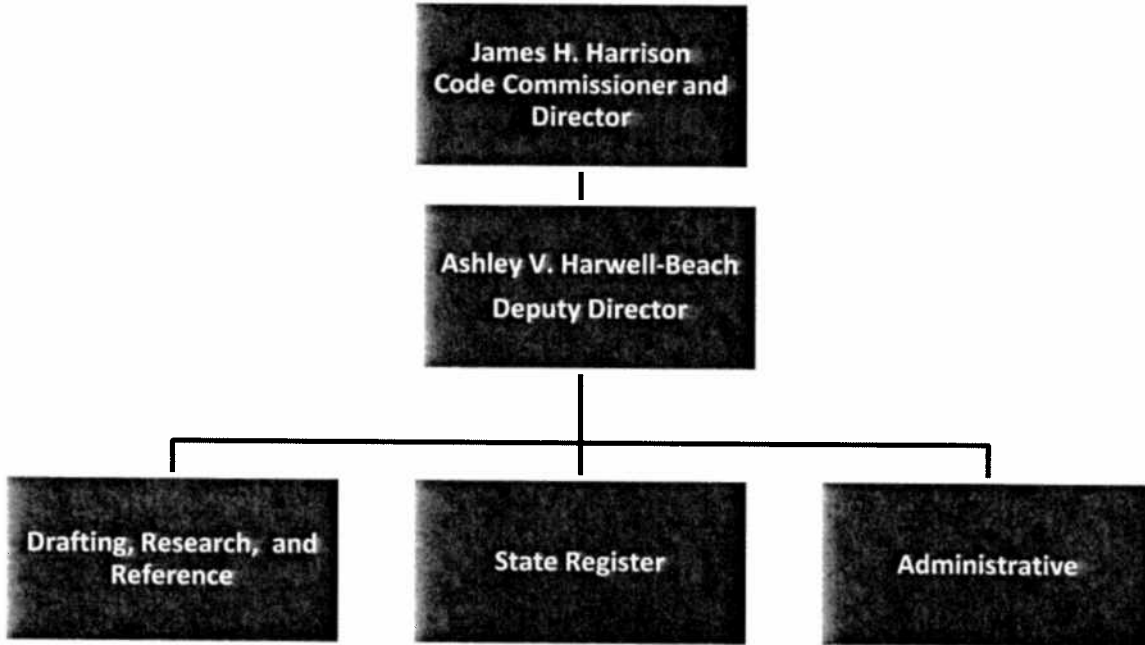 James H. Harrison
Code Commissioner and
Director
Ashley V. Harwell-Beach
Deputy Director
Drafting, Research, and
Reference
State Register
Administrative